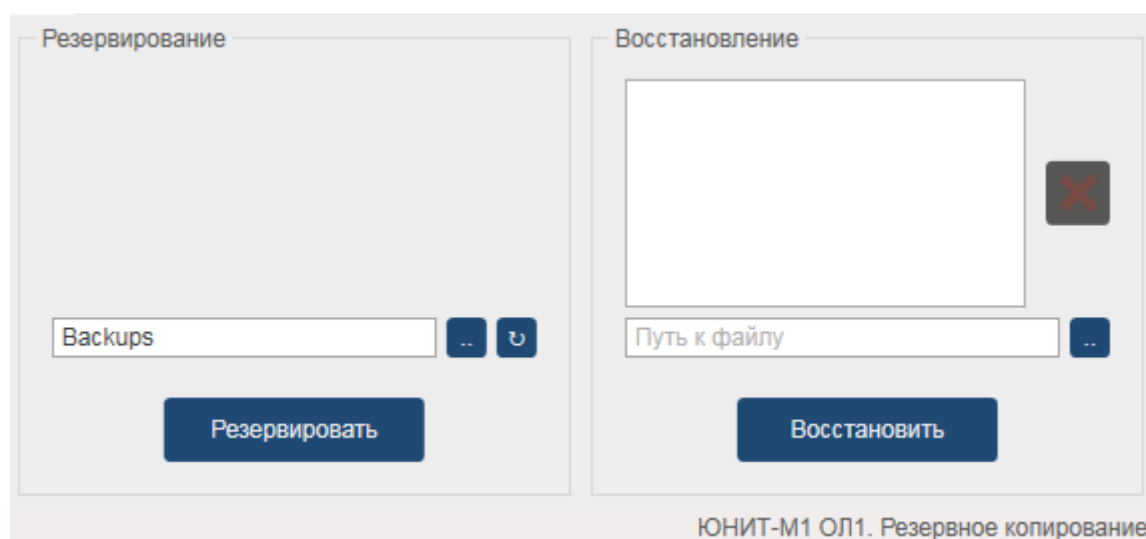 Резервирование
Backups
..
↻
Резервировать
Восстановление
Путь к файлу
..
Восстановить
ЮНИТ-М1 ОЛ1. Резервное копирование